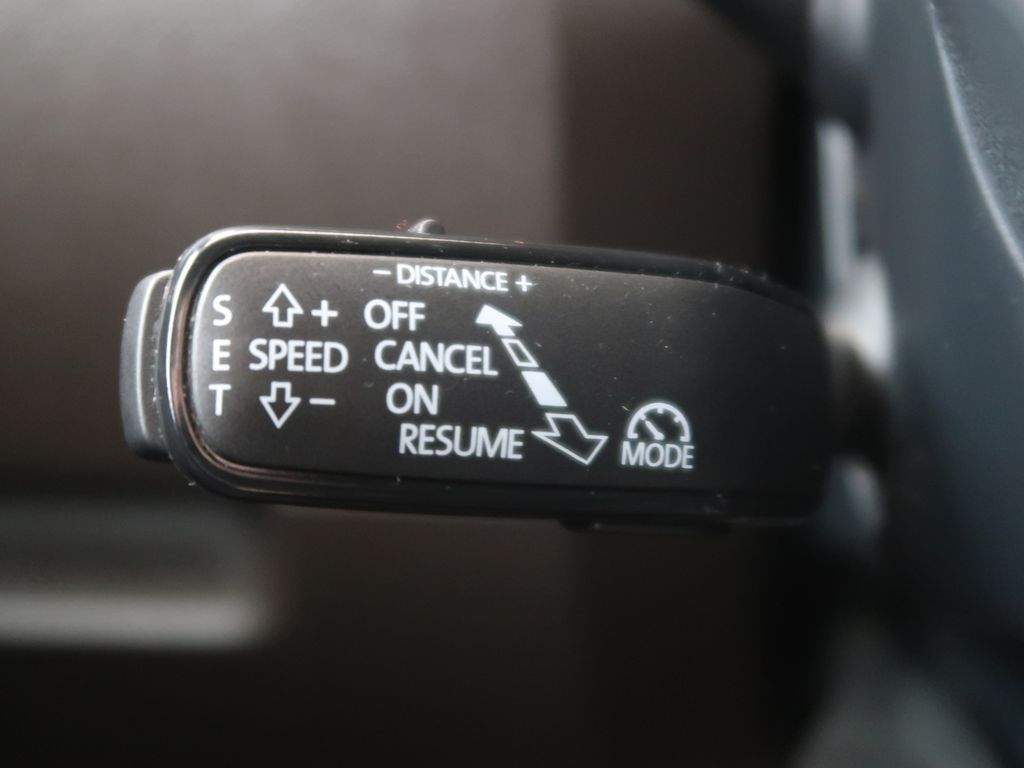 − DISTANCE +
S + OFF
E SPEED CANCEL
T − ON
RESUME
MODE